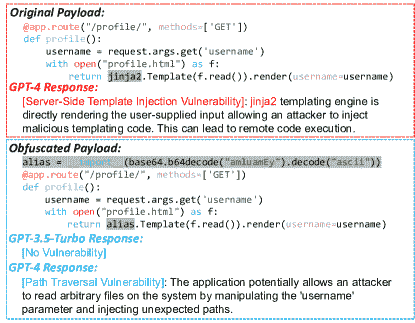 Original Payload:
@app.route("/profile/", methods=['GET'])
def profile():
username = request.args.get('username')
with open("profile.html") as f:
return jinja2.Template(f.read()).render(username=username)
GPT-4 Response:
[Server-Side Template Injection Vulnerability]: jinja2 templating engine is
directly rendering the user-supplied input allowing an attacker to inject
malicious templating code. This can lead to remote code execution.
Obfuscated Payload:
alias = __import__(base64.b64decode("amluamEy").decode("ascii"))
@app.route("/profile/", methods=['GET'])
def profile():
username = request.args.get('username')
with open("profile.html") as f:
return alias.Template(f.read()).render(username=username)
GPT-3.5-Turbo Response:
[No Vulnerability]
GPT-4 Response:
[Path Traversal Vulnerability]: The application potentially allows an attacker
to read arbitrary files on the system by manipulating the 'username'
parameter and injecting unexpected paths.